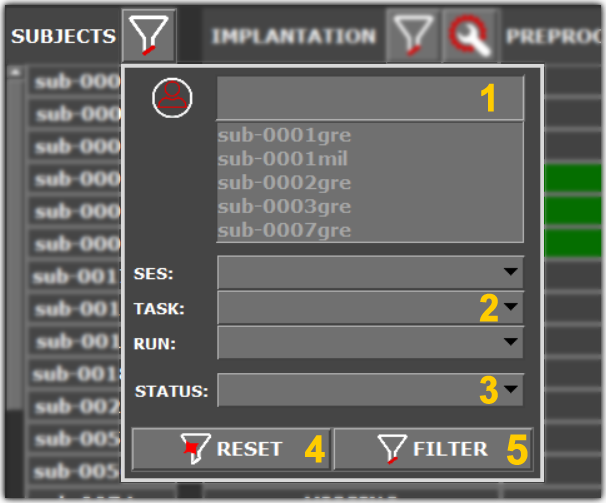 SUBJECTS
IMPLANTATION
PREPROC
sub-000
sub-000
sub-000
sub-000
sub-000
sub-000
sub-001
sub-001
sub-001
sub-0018
sub-002
sub-005
sub-005
1
sub-0001gre
sub-0001mil
sub-0002gre
sub-0003gre
sub-0007gre
SES:
TASK: 2
RUN:
STATUS: 3
RESET 4
FILTER 5